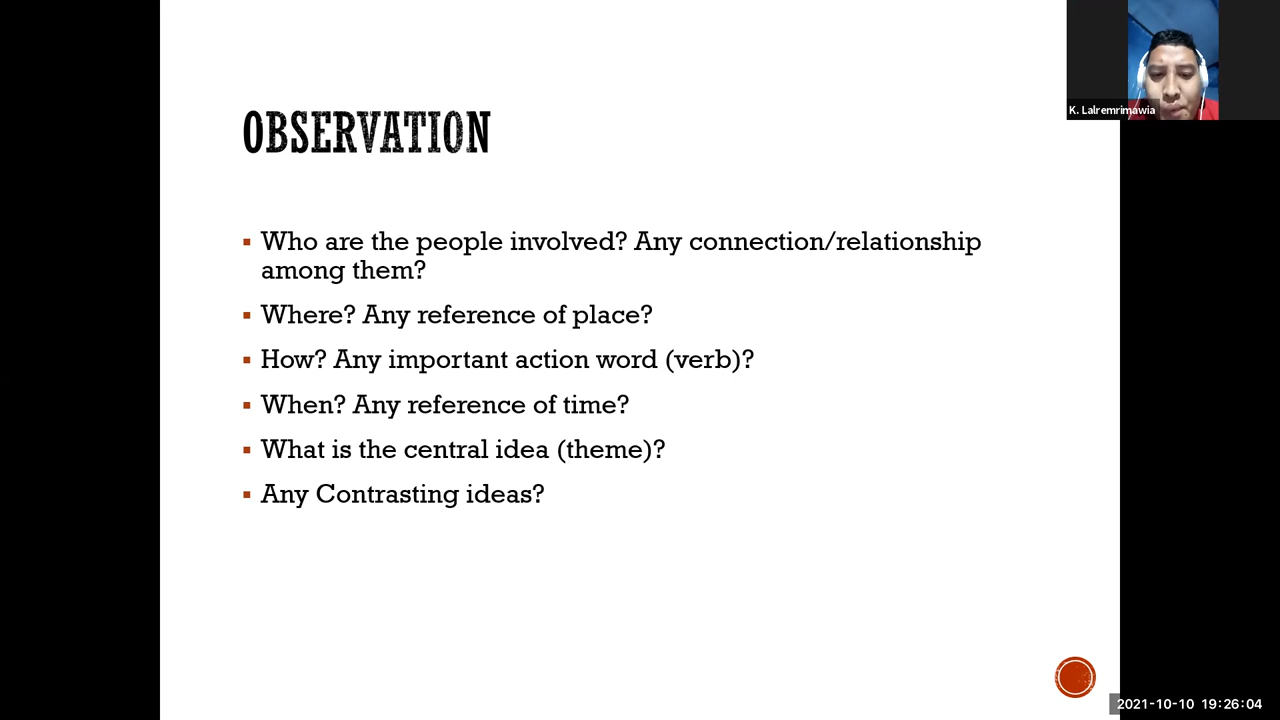 K. Lalremrimawia
OBSERVATION
Who are the people involved? Any connection/relationship
among them?
Where? Any reference of place?
How? Any important action word (verb)?
When? Any reference of time?
What is the central idea (theme)?
Any Contrasting ideas?
2021-10-10 19:26:04